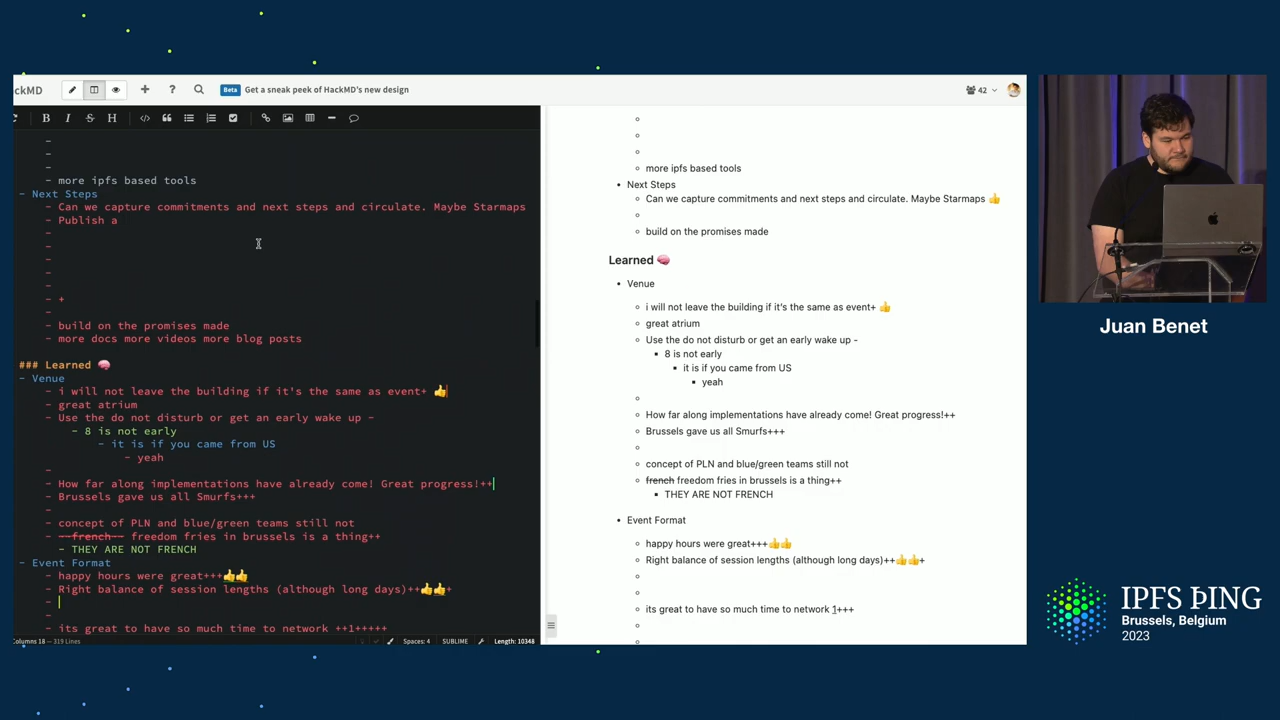 ckMD
Beta Get a sneak peek of HackMD's new design
42
B I S H
-
-
-
- more ipfs based tools
- Next Steps
- Can we capture commitments and next steps and circulate. Maybe Starmaps
- Publish a
-
-
-
-
-
- +
-
- build on the promises made
- more docs more videos more blog posts
### Learned 🧠
- Venue
- i will not leave the building if it's the same as event+ 👍
- great atrium
- Use the do not disturb or get an early wake up -
- 8 is not early
- it is if you came from US
- yeah
-
- How far along implementations have already come! Great progress!++
- Brussels gave us all Smurfs+++
-
- concept of PLN and blue/green teams still not
- ~~french~~ freedom fries in brussels is a thing++
- THEY ARE NOT FRENCH
- Event Format
- happy hours were great+++👍👍
- Right balance of session lengths (although long days)++👍👍+
-
-
- its great to have so much time to network ++1+++++
Columns 18 — 319 Lines
Spaces: 4
SUBLIME
Length: 10348
more ipfs based tools
Next Steps
Can we capture commitments and next steps and circulate. Maybe Starmaps 👍
build on the promises made
Learned 🧠
Venue
i will not leave the building if it's the same as event+ 👍
great atrium
Use the do not disturb or get an early wake up -
8 is not early
it is if you came from US
yeah
How far along implementations have already come! Great progress!++
Brussels gave us all Smurfs+++
concept of PLN and blue/green teams still not
french freedom fries in brussels is a thing++
THEY ARE NOT FRENCH
Event Format
happy hours were great+++👍👍
Right balance of session lengths (although long days)++👍👍+
its great to have so much time to network 1+++
Juan Benet
IPFS ÞING
Brussels, Belgium
2023